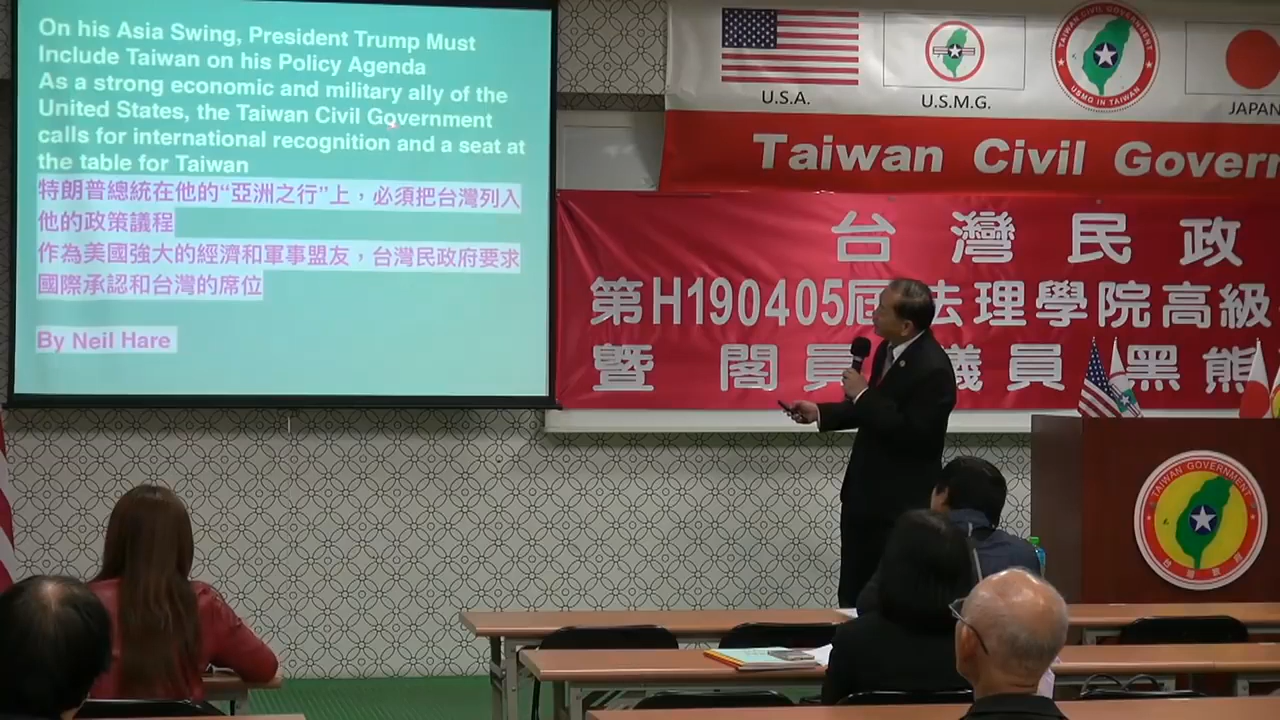 On his Asia Swing, President Trump Must
Include Taiwan on his Policy Agenda
As a strong economic and military ally of the
United States, the Taiwan Civil Government
calls for international recognition and a seat at
the table for Taiwan
特朗普總統在他的“亞洲之行”上，必須把台灣列入
他的政策議程
作為美國強大的經濟和軍事盟友，台灣民政府要求
國際承認和台灣的席位
By Neil Hare
U.S.A.
U.S.M.G.
TAIWAN CIVIL GOVERNMENT
USMG IN TAIWAN
JAPAN
Taiwan Civil Govern
台灣民政
第H190405屆法理學院高級
暨 閣員 議員 黑熊
TAIWAN GOVERNMENT